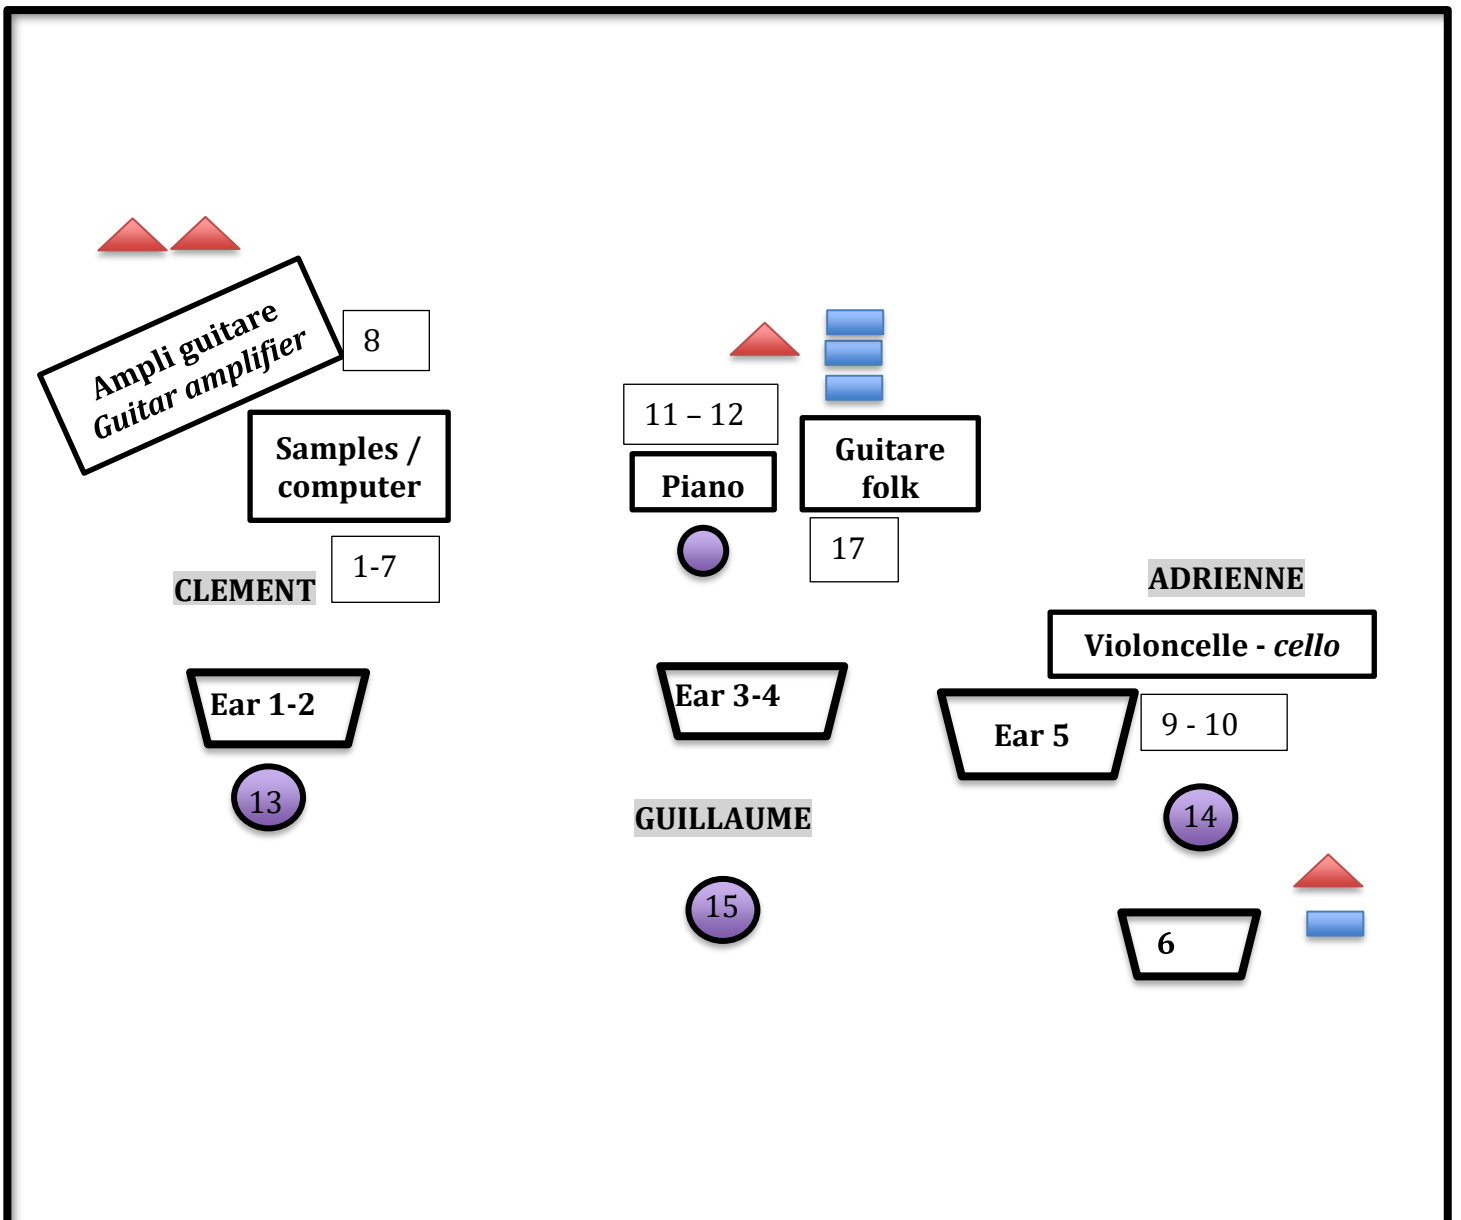 Ampli guitare
Guitar amplifier
8
Samples /
computer
1-7
CLEMENT
Ear 1-2
13
11 – 12
Piano
Guitare
folk
17
Ear 3-4
GUILLAUME
15
ADRIENNE
Violoncelle - cello
Ear 5
9 - 10
14
6